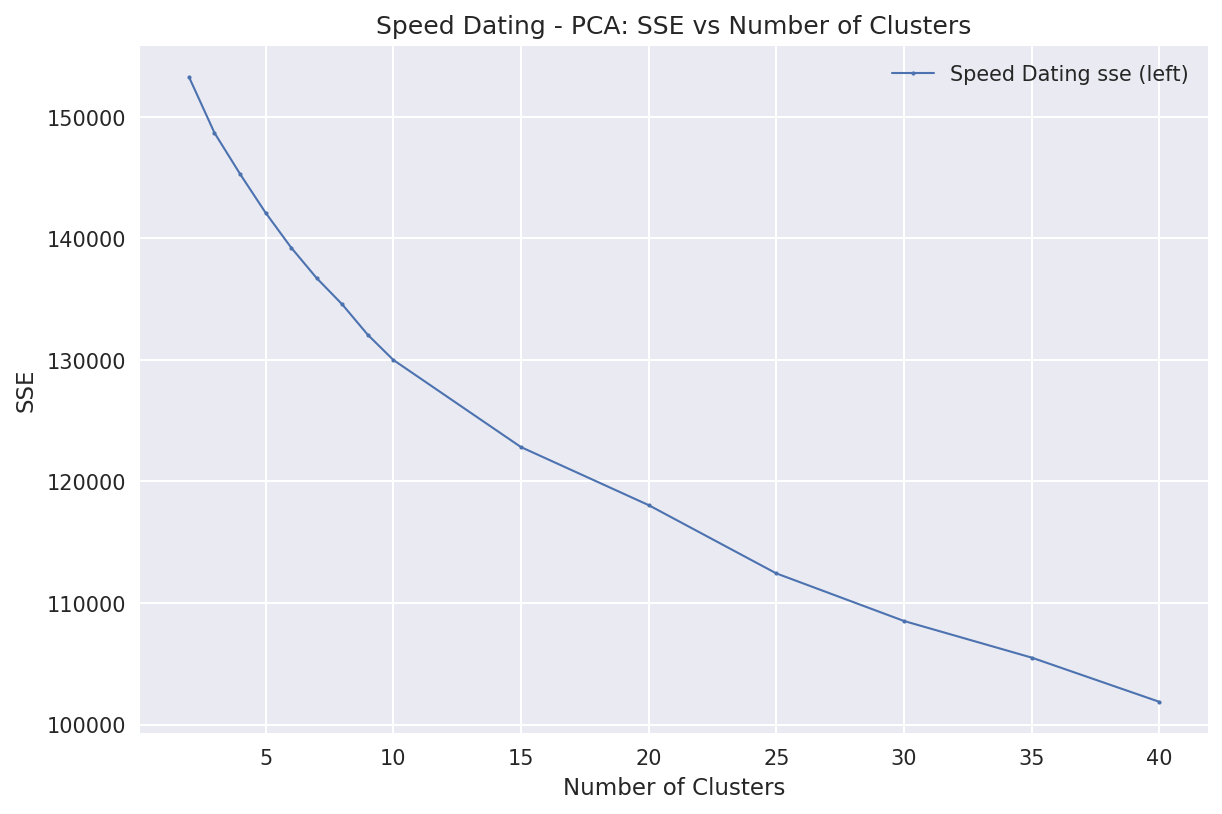 Speed Dating - PCA: SSE vs Number of Clusters
Speed Dating sse (left)
150000
140000
130000
120000
110000
100000
SSE
5 10 15 20 25 30 35 40
Number of Clusters